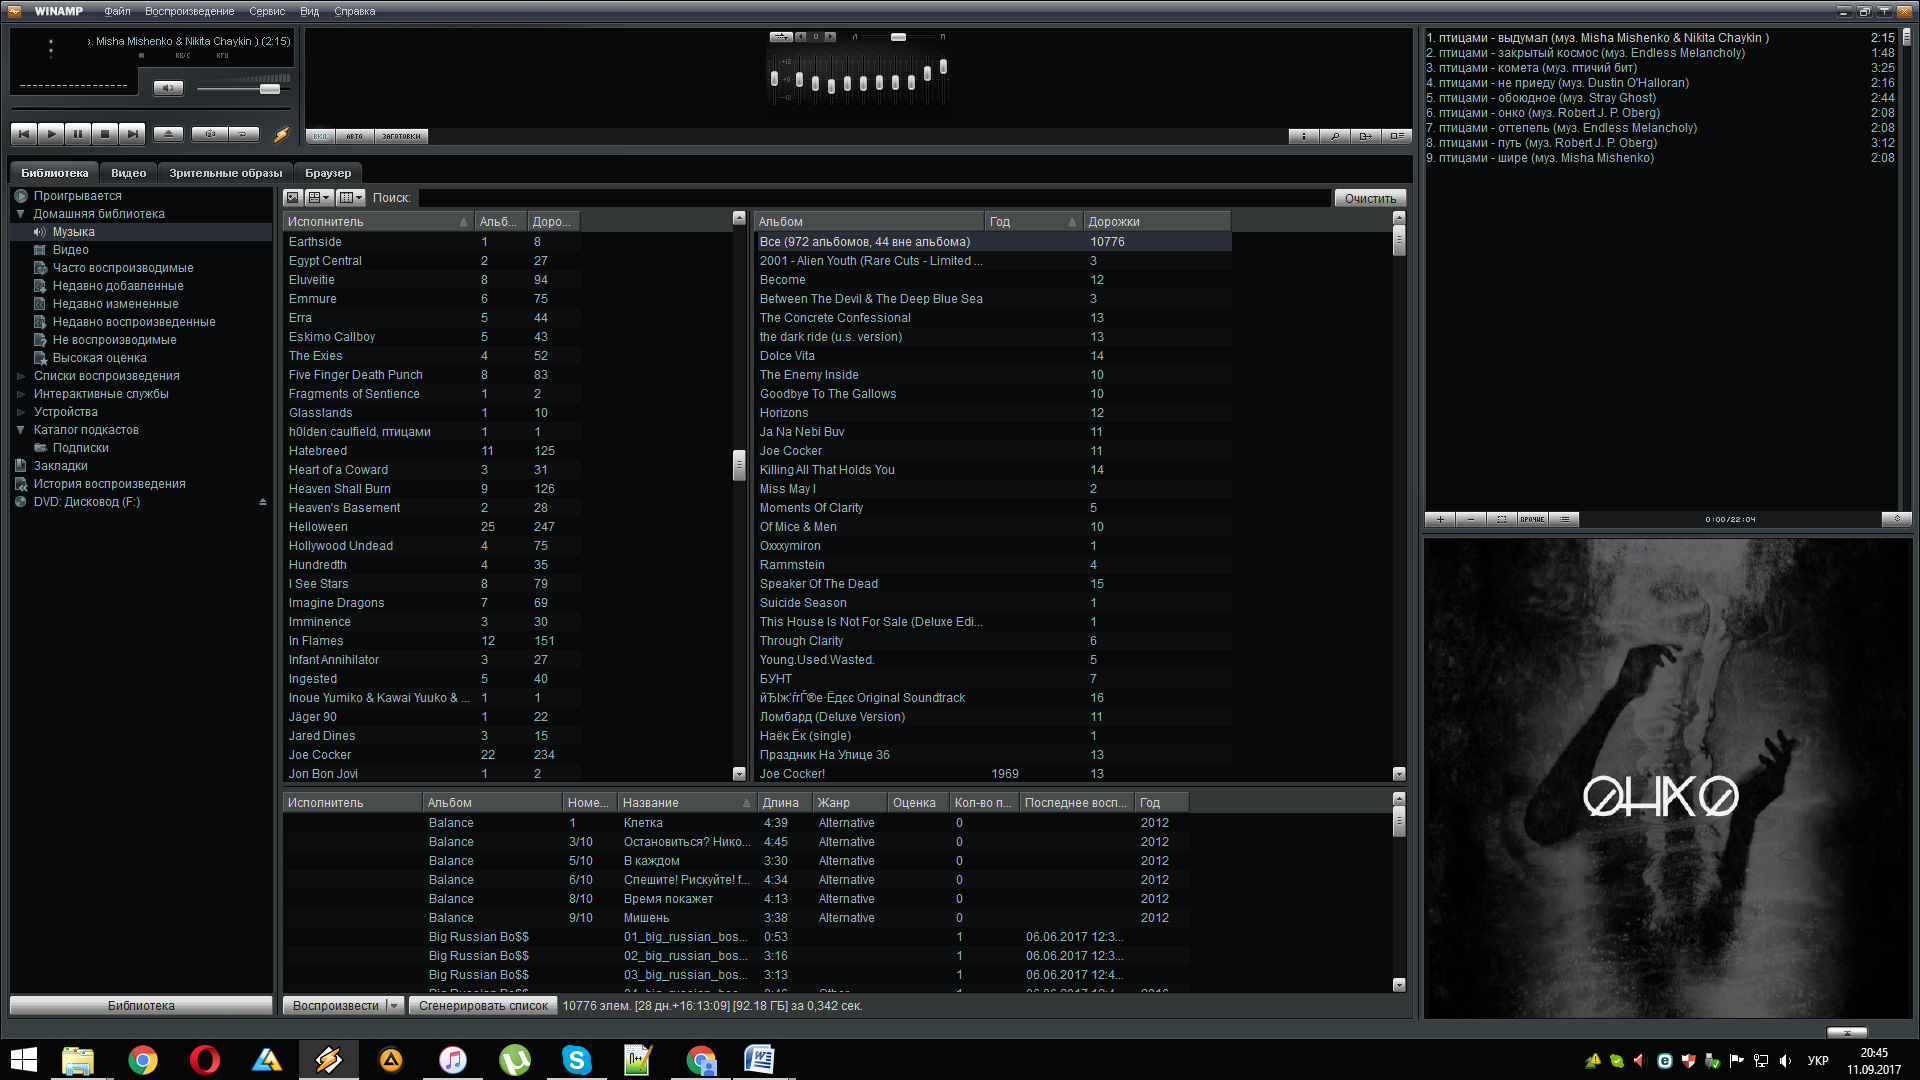 WINAMP Файл Воспроизведение Сервис Вид Справка
з. Misha Mishenko & Nikita Chaykin ) (2:15)
КБ/С КГЦ
+12
+0
-12
ВКЛ. АВТО ЗАГОТОВКИ
1. птицами - выдумал (муз. Misha Mishenko & Nikita Chaykin ) 2:15
2. птицами - закрытый космос (муз. Endless Melancholy) 1:48
3. птицами - комета (муз. птичий бит) 3:25
4. птицами - не приеду (муз. Dustin O'Halloran) 2:16
5. птицами - обоюдное (муз. Stray Ghost) 2:44
6. птицами - онко (муз. Robert J. P. Oberg) 2:08
7. птицами - оттепель (муз. Endless Melancholy) 2:08
8. птицами - путь (муз. Robert J. P. Oberg) 3:12
9. птицами - шире (муз. Misha Mishenko) 2:08
ПРОЧИЕ 0:00/22:04
Библиотека Видео Зрительные образы Браузер
Проигрывается
Домашняя библиотека
Музыка
Видео
Часто воспроизводимые
Недавно добавленные
Недавно измененные
Недавно воспроизведенные
Не воспроизводимые
Высокая оценка
Списки воспроизведения
Интерактивные службы
Устройства
Каталог подкастов
Подписки
Закладки
История воспроизведения
DVD: Дисковод (F:)
Библиотека
Поиск: Очистить
Исполнитель Альб... Доро...
Earthside 1 8
Egypt Central 2 27
Eluveitie 8 94
Emmure 6 75
Erra 5 44
Eskimo Callboy 5 43
The Exies 4 52
Five Finger Death Punch 8 83
Fragments of Sentience 1 2
Glasslands 1 10
h0lden caulfield, птицами 1 1
Hatebreed 11 125
Heart of a Coward 3 31
Heaven Shall Burn 9 126
Heaven's Basement 2 28
Helloween 25 247
Hollywood Undead 4 75
Hundredth 4 35
I See Stars 8 79
Imagine Dragons 7 69
Imminence 3 30
In Flames 12 151
Infant Annihilator 3 27
Ingested 5 40
Inoue Yumiko & Kawai Yuuko & ... 1 1
Jäger 90 1 22
Jared Dines 3 15
Joe Cocker 22 234
Jon Bon Jovi 1 2
Альбом Год Дорожки
Все (972 альбомов, 44 вне альбома) 10776
2001 - Alien Youth (Rare Cuts - Limited ... 3
Become 12
Between The Devil & The Deep Blue Sea 3
The Concrete Confessional 13
the dark ride (u.s. version) 13
Dolce Vita 14
The Enemy Inside 10
Goodbye To The Gallows 10
Horizons 12
Ja Na Nebi Buv 11
Joe Cocker 11
Killing All That Holds You 14
Miss May I 2
Moments Of Clarity 5
Of Mice & Men 10
Oxxxymiron 1
Rammstein 4
Speaker Of The Dead 15
Suicide Season 1
This House Is Not For Sale (Deluxe Edi... 1
Through Clarity 6
Young.Used.Wasted. 5
БУНТ 7
Original Soundtrack 16
Ломбард (Deluxe Version) 11
Наёк Ёк (single) 1
Праздник На Улице 36 13
Joe Cocker! 1969 13
Исполнитель Альбом Номе... Название Длина Жанр Оценка Кол-во п... Последнее восп... Год
Balance 1 Клетка 4:39 Alternative 0 2012
Balance 3/10 Остановиться? Нико... 4:45 Alternative 0 2012
Balance 5/10 В каждом 3:30 Alternative 0 2012
Balance 6/10 Спешите! Рискуйте! f... 4:34 Alternative 0 2012
Balance 8/10 Время покажет 4:13 Alternative 0 2012
Balance 9/10 Мишень 3:38 Alternative 0 2012
Big Russian Bo$$ 01_big_russian_bos... 0:53 1 06.06.2017 12:3...
Big Russian Bo$$ 02_big_russian_bos... 3:16 1 06.06.2017 12:3...
Big Russian Bo$$ 03_big_russian_bos... 3:13 1 06.06.2017 12:4...
Воспроизвести Сгенерировать список 10776 элем. [28 дн.+16:13:09] [92.18 ГБ] за 0,342 сек.
ОНКО
УКР
20:45
11.09.2017